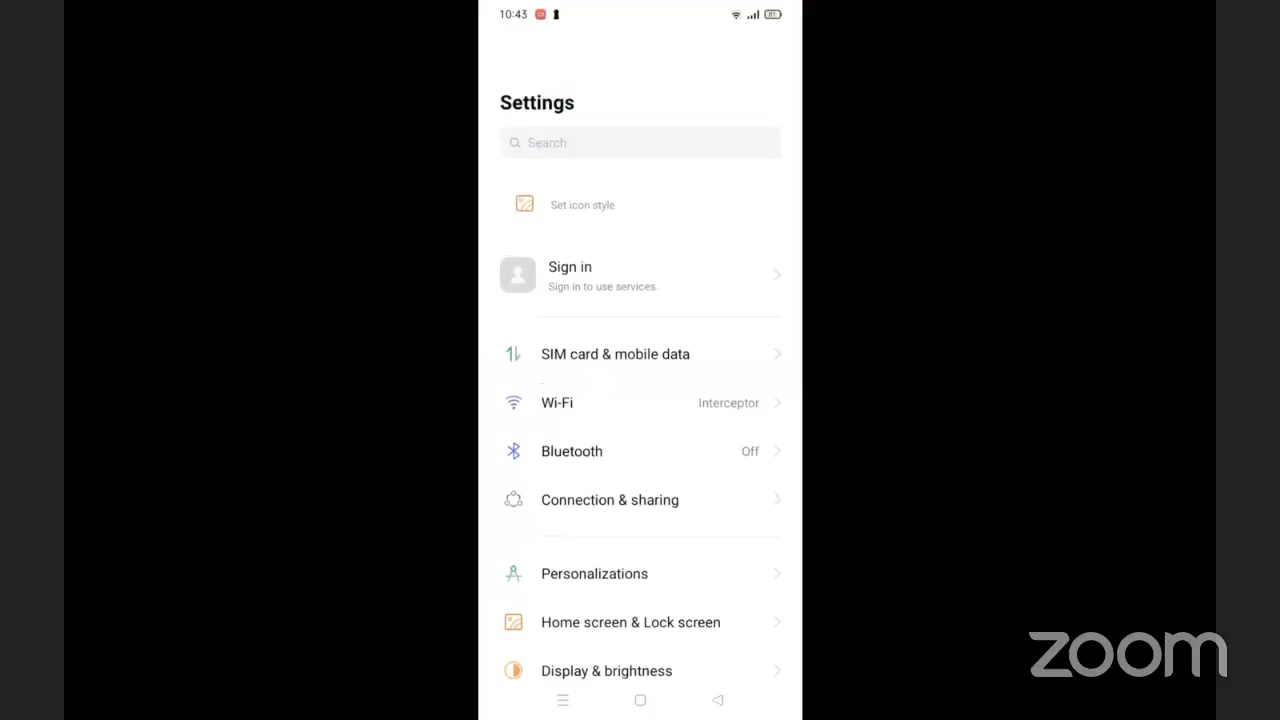 10:43
Settings
Search
Set icon style
Sign in
Sign in to use services
SIM card & mobile data
Wi-Fi Interceptor
Bluetooth Off
Connection & sharing
Personalizations
Home screen & Lock screen
Display & brightness
zoom